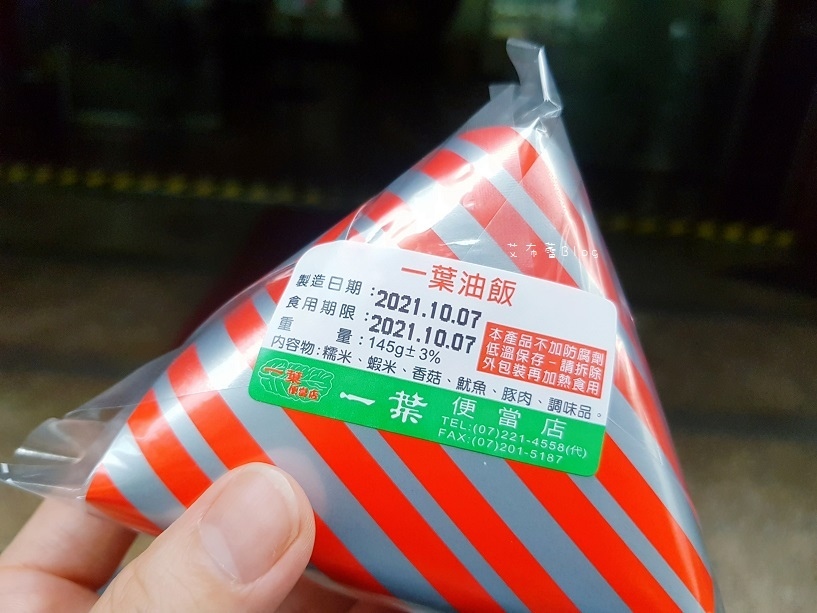 艾布蕾Blog
一葉油飯
製造日期：2021.10.07
食用期限：2021.10.07
重　　量：145g±3%
內容物：糯米、蝦米、香菇、魷魚、豚肉、調味品。
本產品不加防腐劑
低溫保存－請拆除
外包裝再加熱食用
一葉
便當店
一葉 便當店
TEL:(07)221-4558(代)
FAX:(07)201-5187